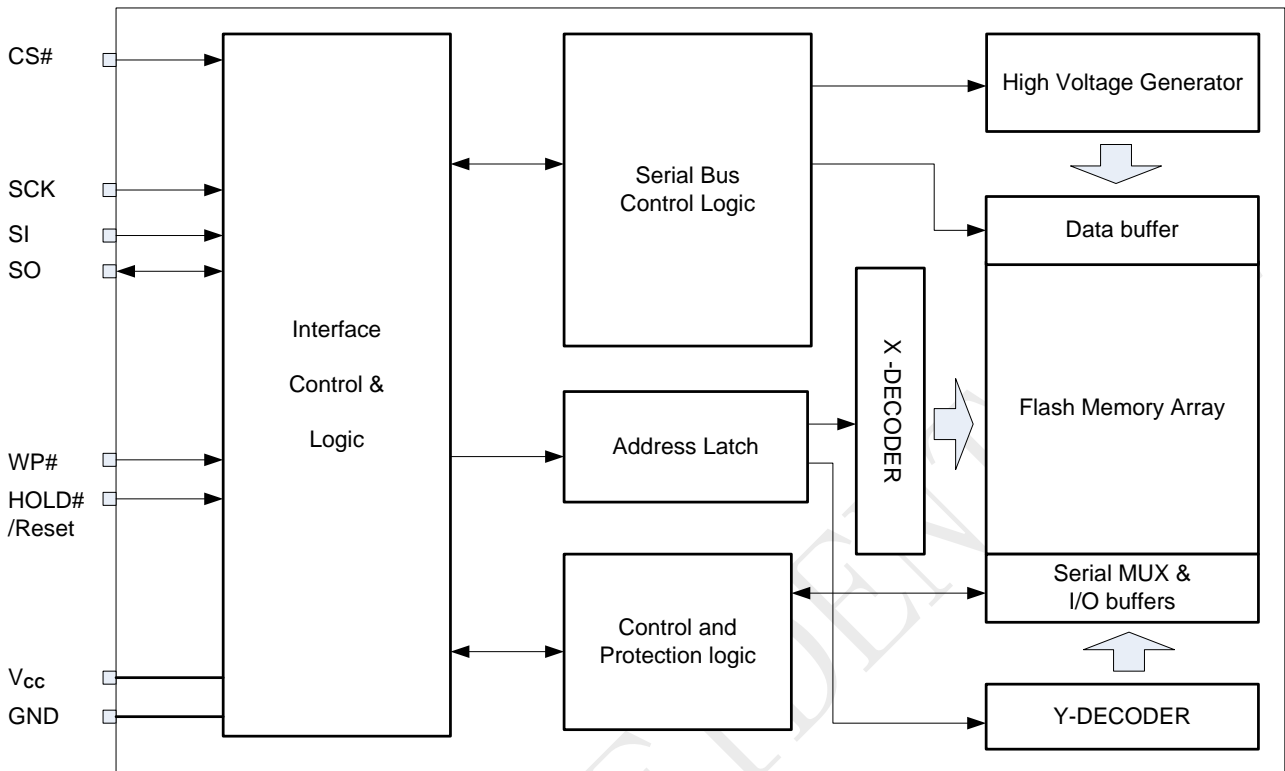 CS#
SCK
SI
SO
WP#
HOLD#
/Reset
Vcc
GND
Interface
Control &
Logic
Serial Bus
Control Logic
Address Latch
Control and
Protection logic
X -DECODER
High Voltage Generator
Data buffer
Flash Memory Array
Serial MUX &
I/O buffers
Y-DECODER